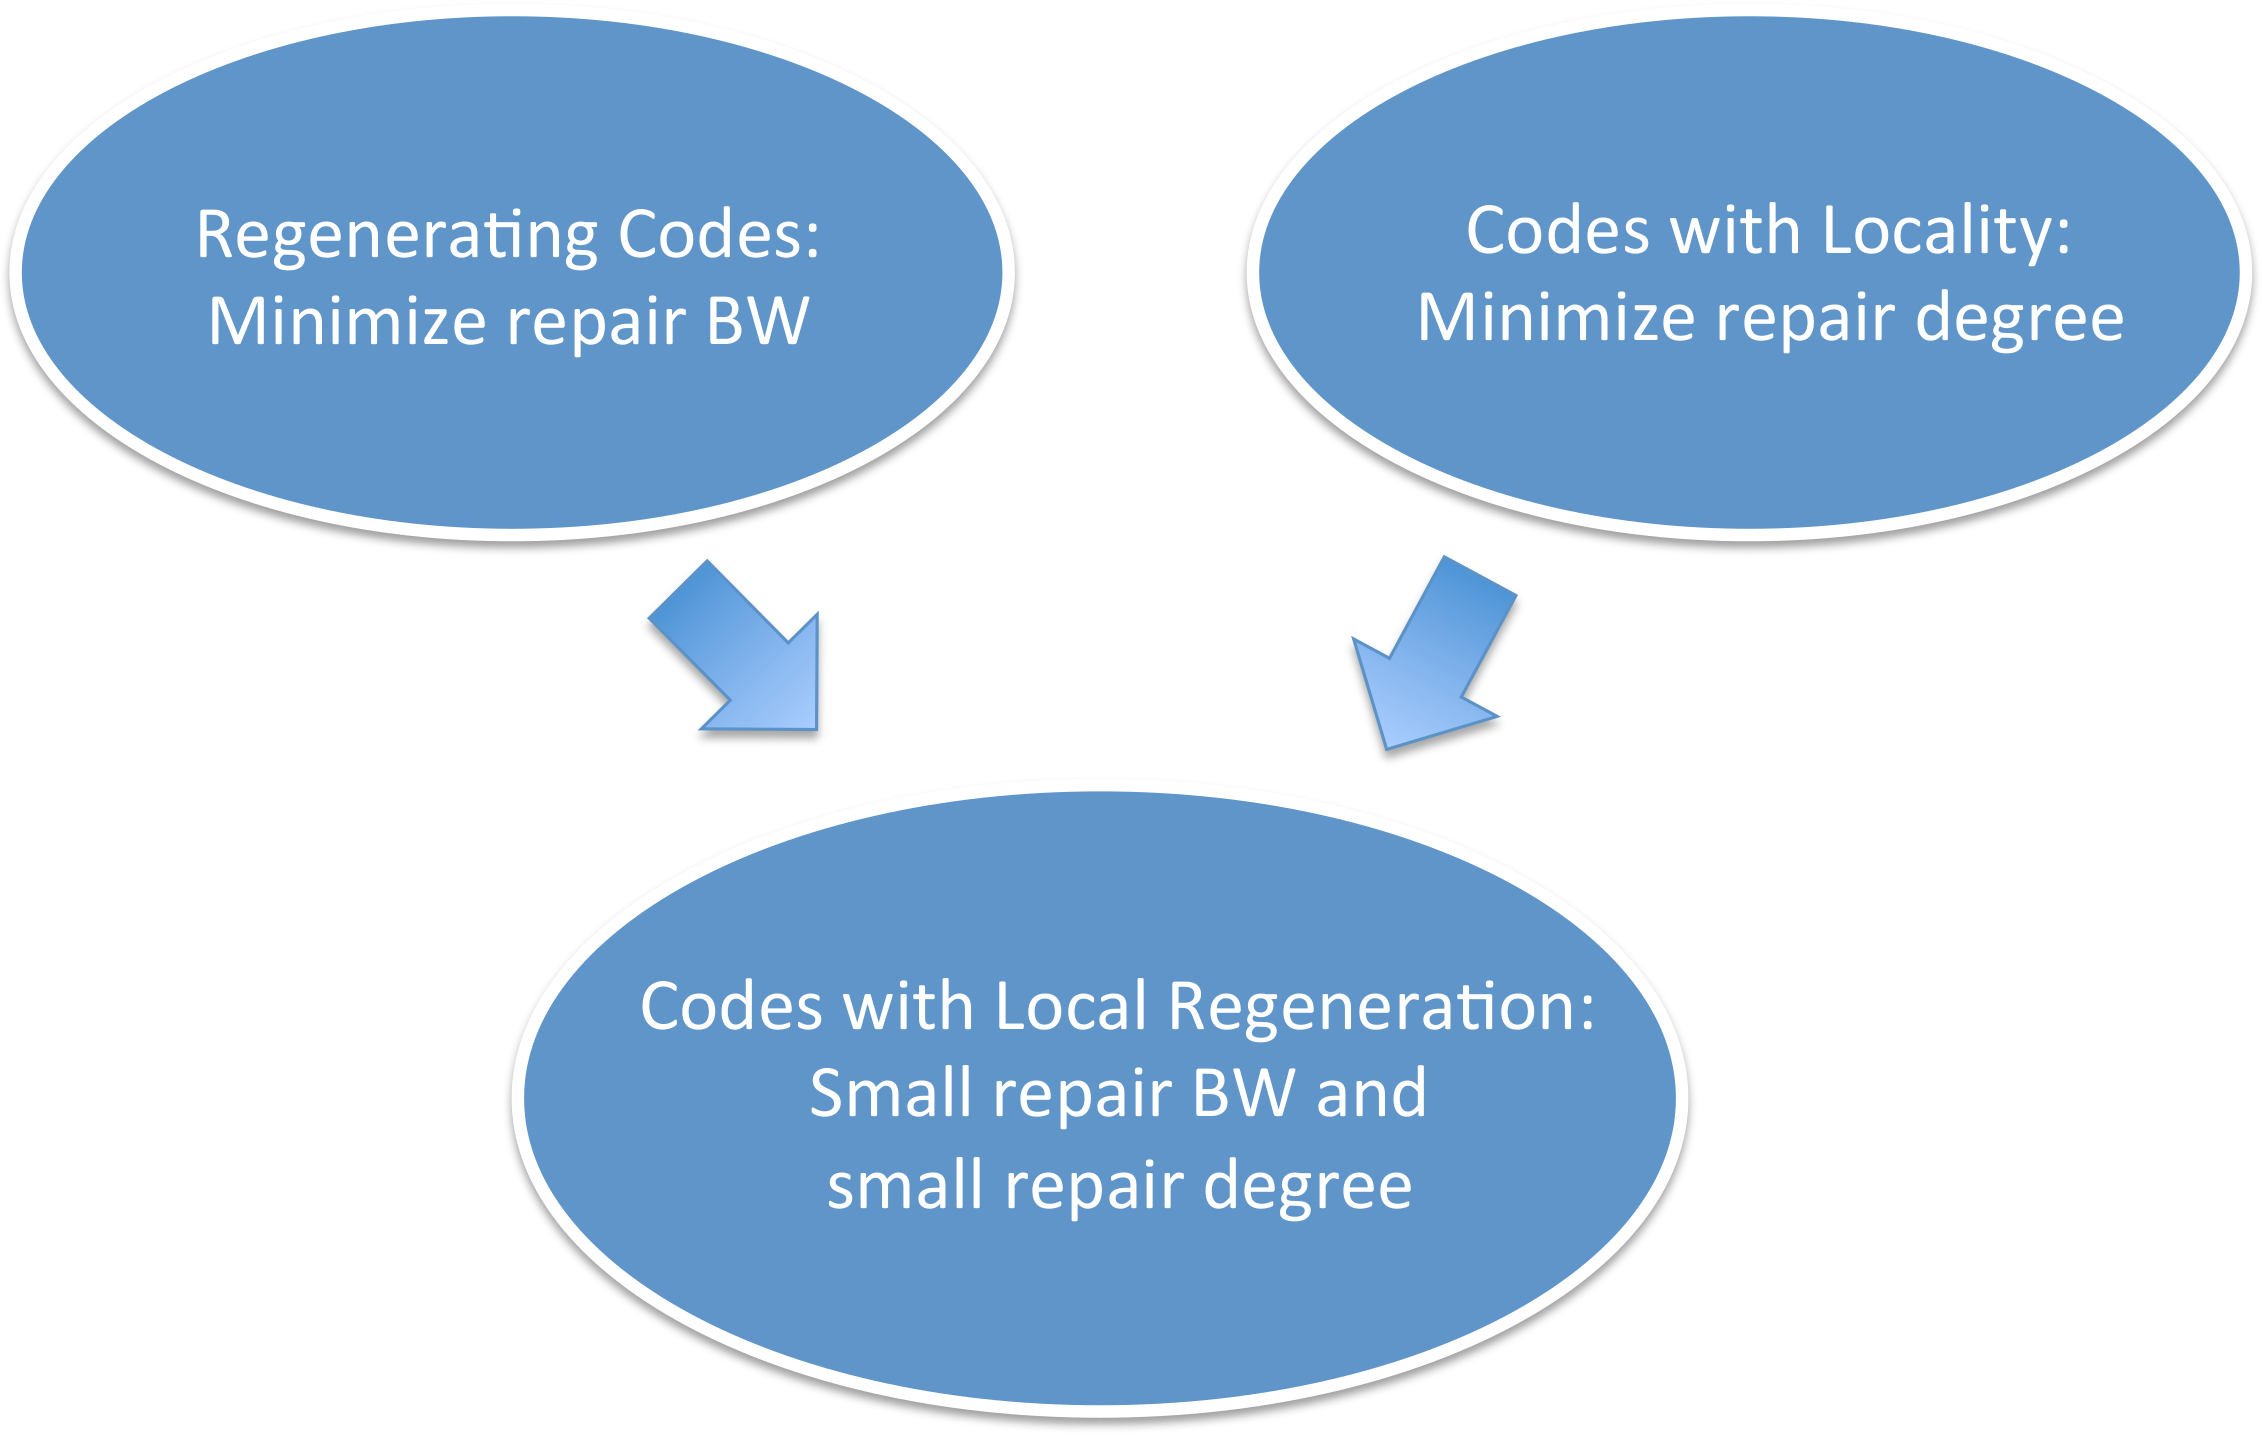 Regenerating Codes:
Minimize repair BW
Codes with Locality:
Minimize repair degree
Codes with Local Regeneration:
Small repair BW and
small repair degree